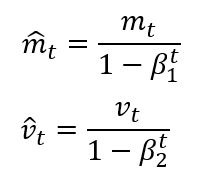 m̂_t = m_t / (1 − β_1^t)
v̂_t = v_t / (1 − β_2^t)